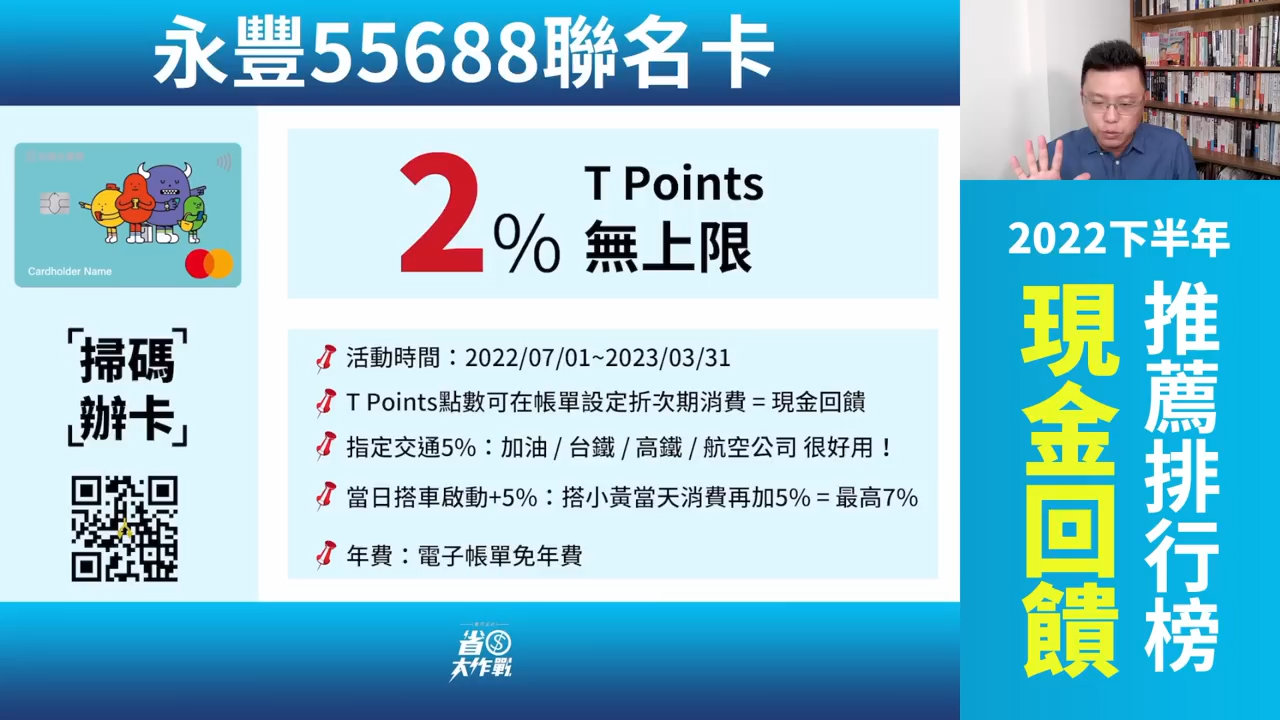 永豐55688聯名卡
Cardholder Name
掃碼
辦卡
2% T Points
無上限
活動時間：2022/07/01~2023/03/31
T Points點數可在帳單設定折次期消費 = 現金回饋
指定交通5%：加油 / 台鐵 / 高鐵 / 航空公司 很好用！
當日搭車啟動+5%：搭小黃當天消費再加5% = 最高7%
年費：電子帳單免年費
省$
大作戰
2022下半年
推薦排行榜
現金回饋